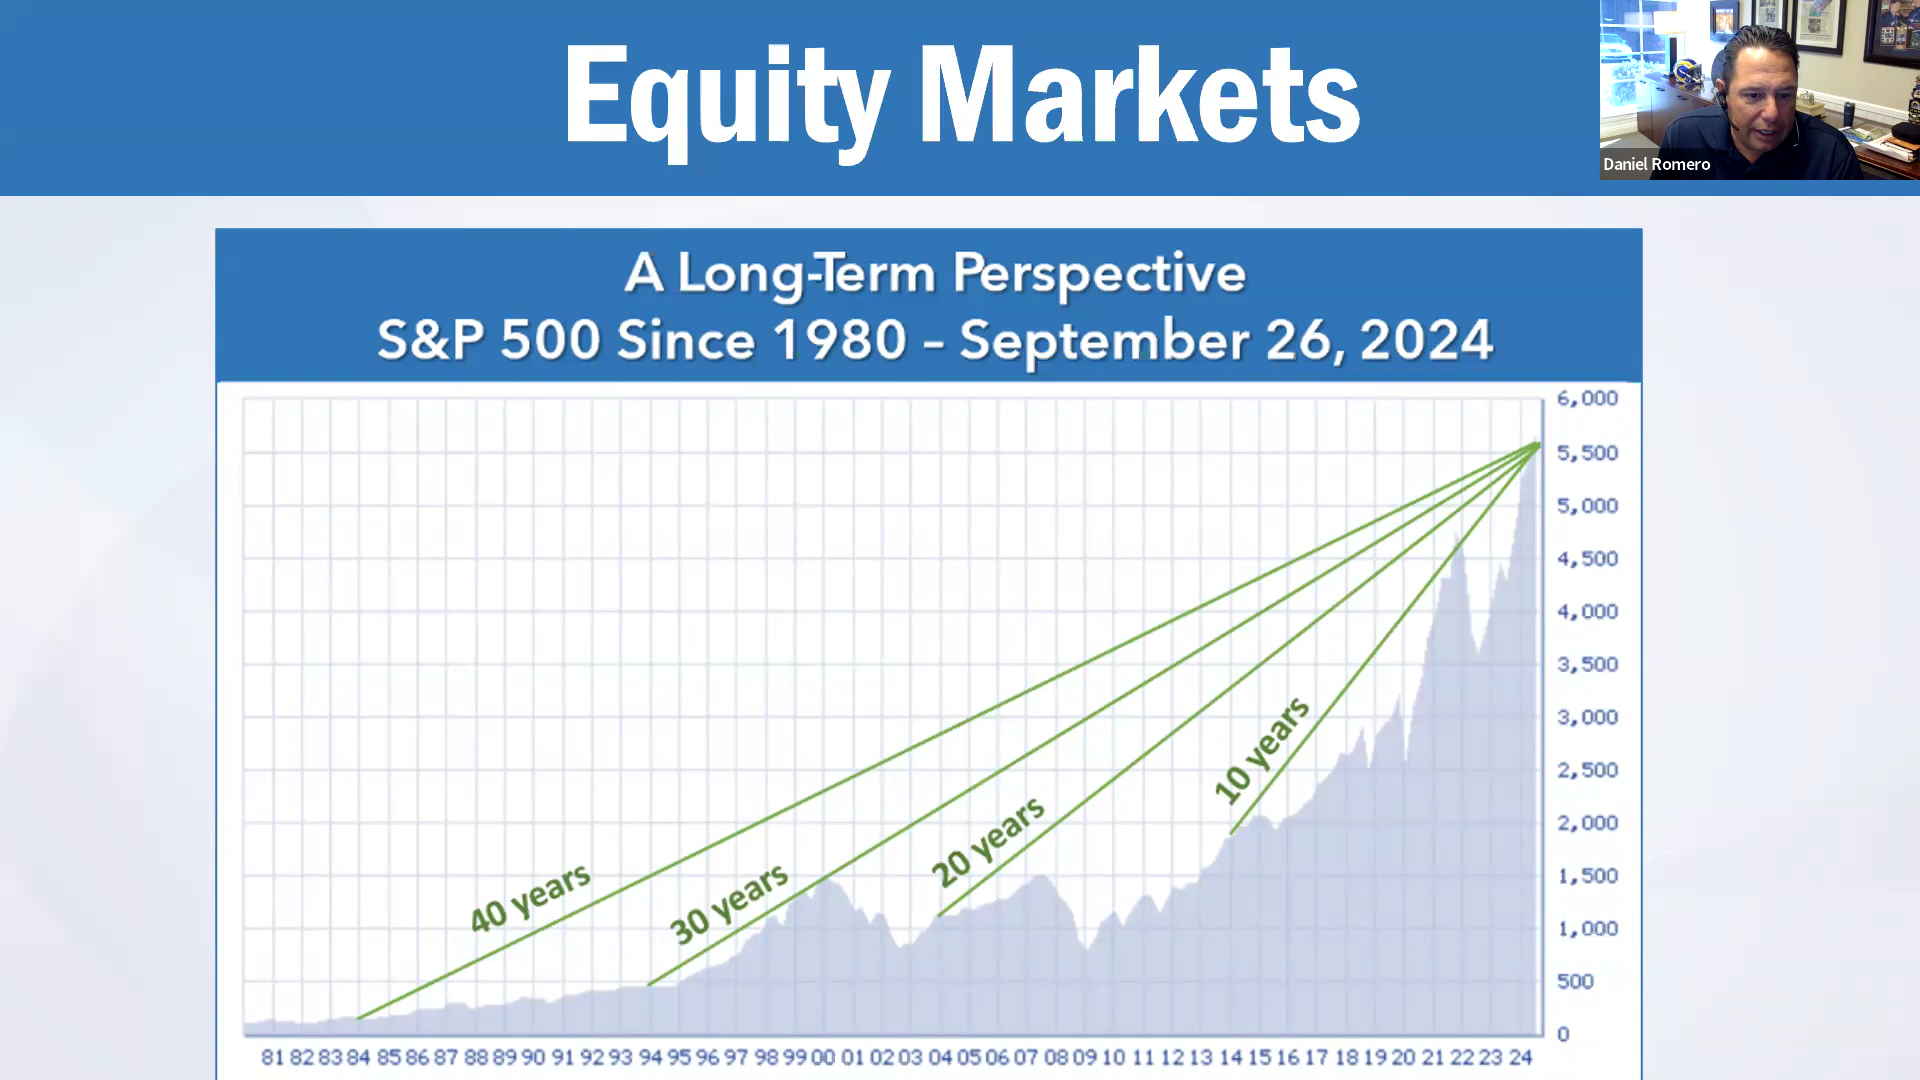 Equity Markets
Daniel Romero
A Long-Term Perspective
S&P 500 Since 1980 – September 26, 2024
6,000
5,500
5,000
4,500
4,000
3,500
3,000
2,500
2,000
1,500
1,000
500
0
40 years
30 years
20 years
10 years
81 82 83 84 85 86 87 88 89 90 91 92 93 94 95 96 97 98 99 00 01 02 03 04 05 06 07 08 09 10 11 12 13 14 15 16 17 18 19 20 21 22 23 24